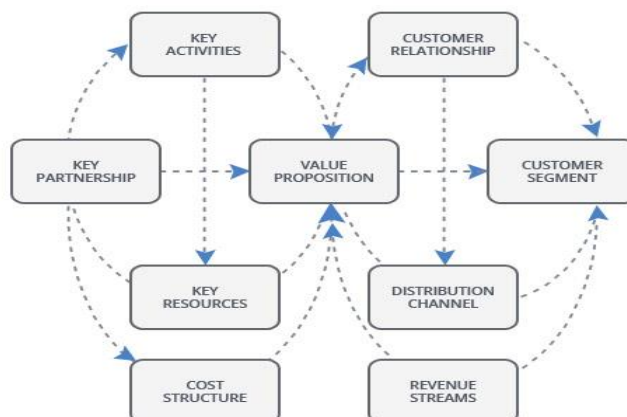 KEY
ACTIVITIES
CUSTOMER
RELATIONSHIP
KEY
PARTNERSHIP
VALUE
PROPOSITION
CUSTOMER
SEGMENT
KEY
RESOURCES
DISTRIBUTION
CHANNEL
COST
STRUCTURE
REVENUE
STREAMS